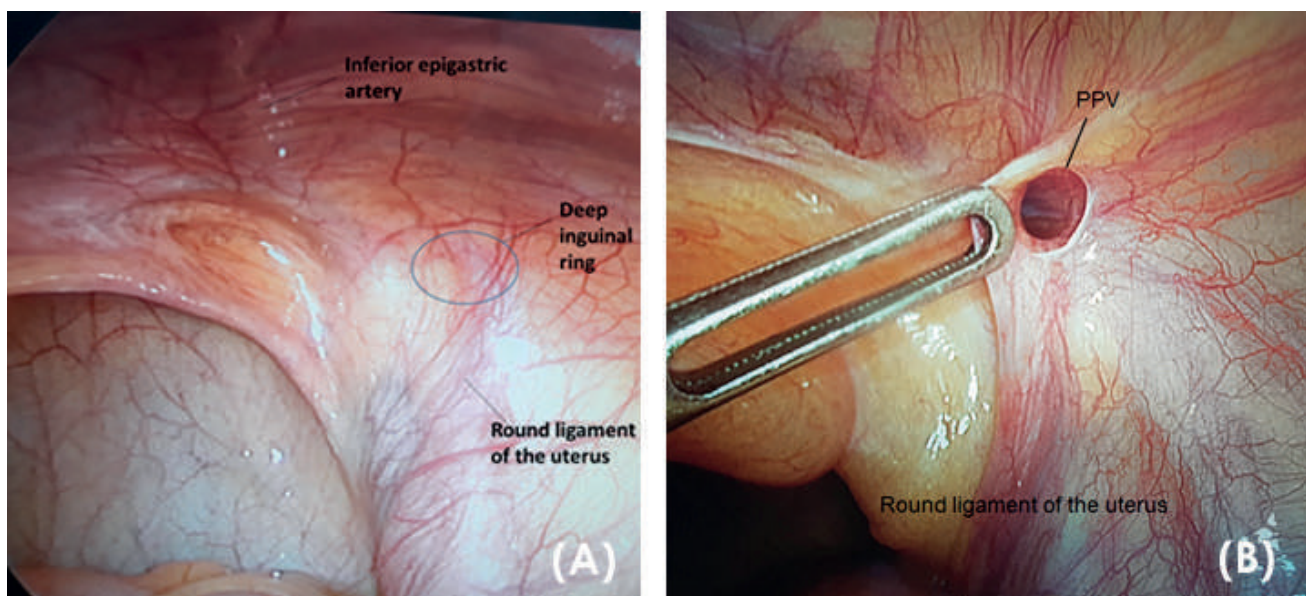 Inferior epigastric
artery
Deep
inguinal
ring
Round ligament
of the uterus
(A)
PPV
Round ligament of the uterus
(B)